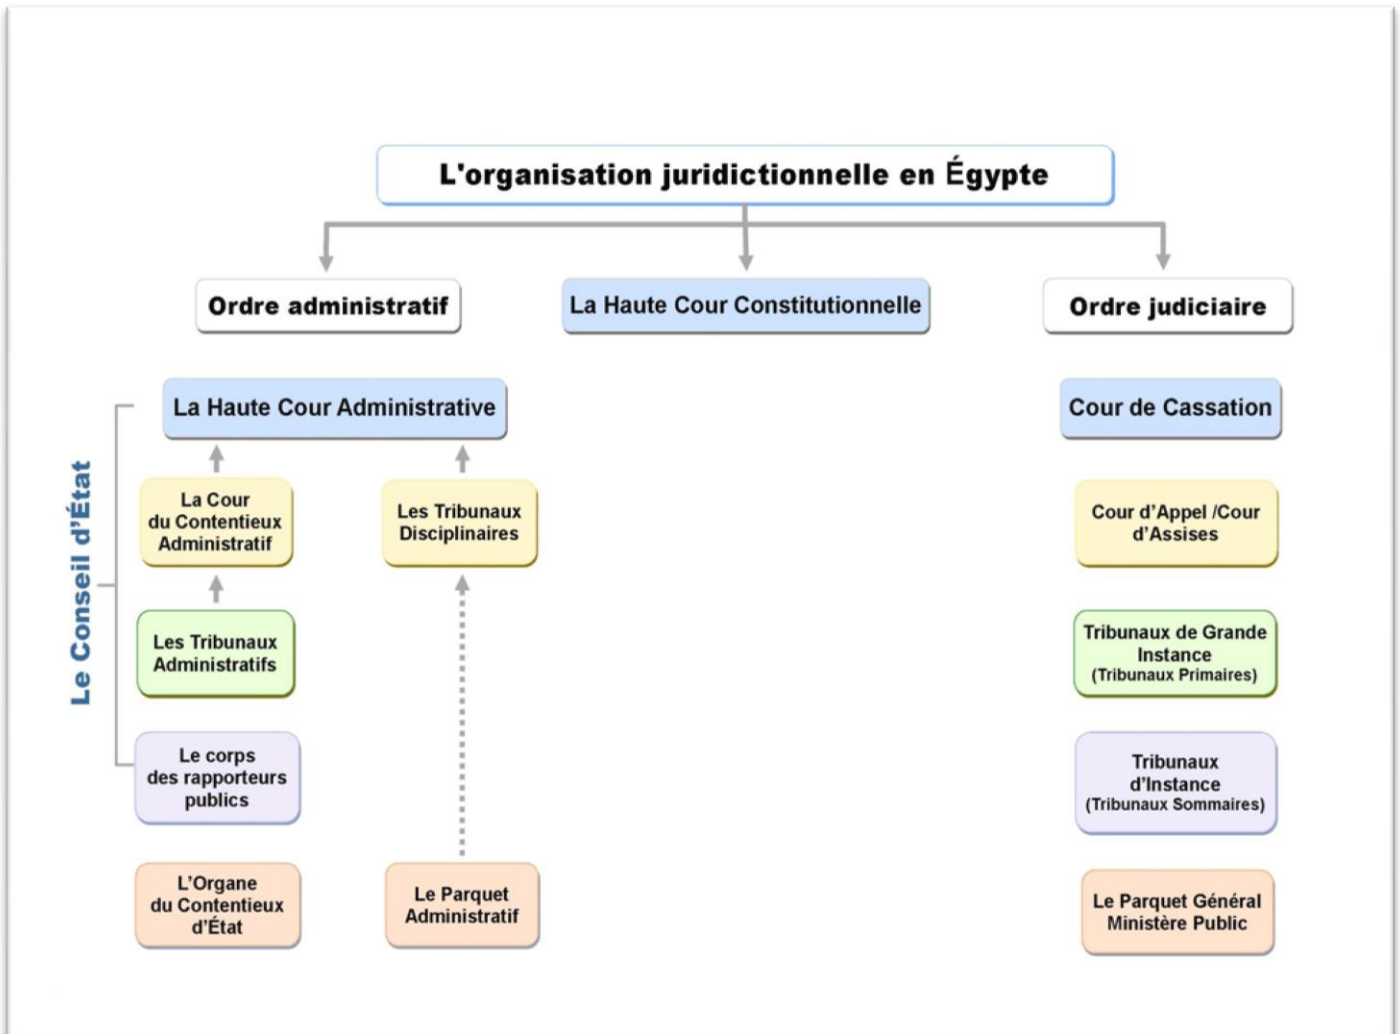 L'organisation juridictionnelle en Égypte
Ordre administratif
La Haute Cour Constitutionnelle
Ordre judiciaire
Le Conseil d'État
La Haute Cour Administrative
La Cour
du Contentieux
Administratif
Les Tribunaux
Disciplinaires
Les Tribunaux
Administratifs
Le corps
des rapporteurs
publics
L'Organe
du Contentieux
d'État
Le Parquet
Administratif
Cour de Cassation
Cour d'Appel /Cour
d'Assises
Tribunaux de Grande
Instance
(Tribunaux Primaires)
Tribunaux
d'Instance
(Tribunaux Sommaires)
Le Parquet Général
Ministère Public